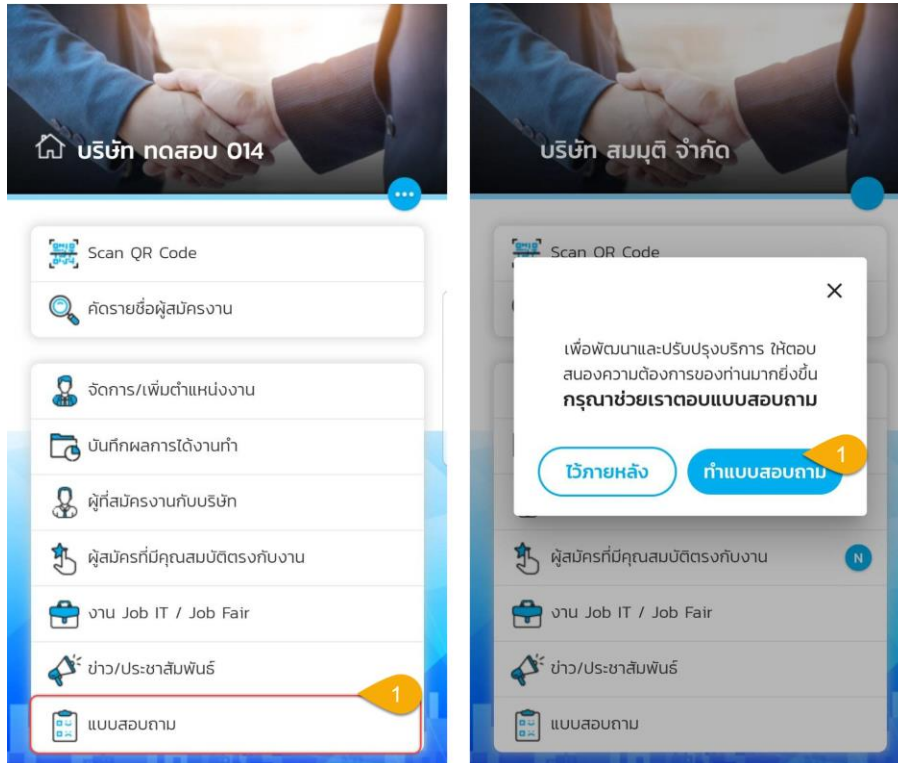 บริษัท ทดสอบ 014
Scan QR Code
คัดรายชื่อผู้สมัครงาน
จัดการ/เพิ่มตำแหน่งงาน
บันทึกผลการได้งานทำ
ผู้ที่สมัครงานกับบริษัท
ผู้สมัครที่มีคุณสมบัติตรงกับงาน
งาน Job IT / Job Fair
ข่าว/ประชาสัมพันธ์
1
แบบสอบถาม
บริษัท สมมุติ จำกัด
Scan QR Code
เพื่อพัฒนาและปรับปรุงบริการ ให้ตอบ
สนองความต้องการของท่านมากยิ่งขึ้น
กรุณาช่วยเราตอบแบบสอบถาม
1
ไว้ภายหลัง ทำแบบสอบถาม
ผู้สมัครที่มีคุณสมบัติตรงกับงาน N
งาน Job IT / Job Fair
ข่าว/ประชาสัมพันธ์
แบบสอบถาม